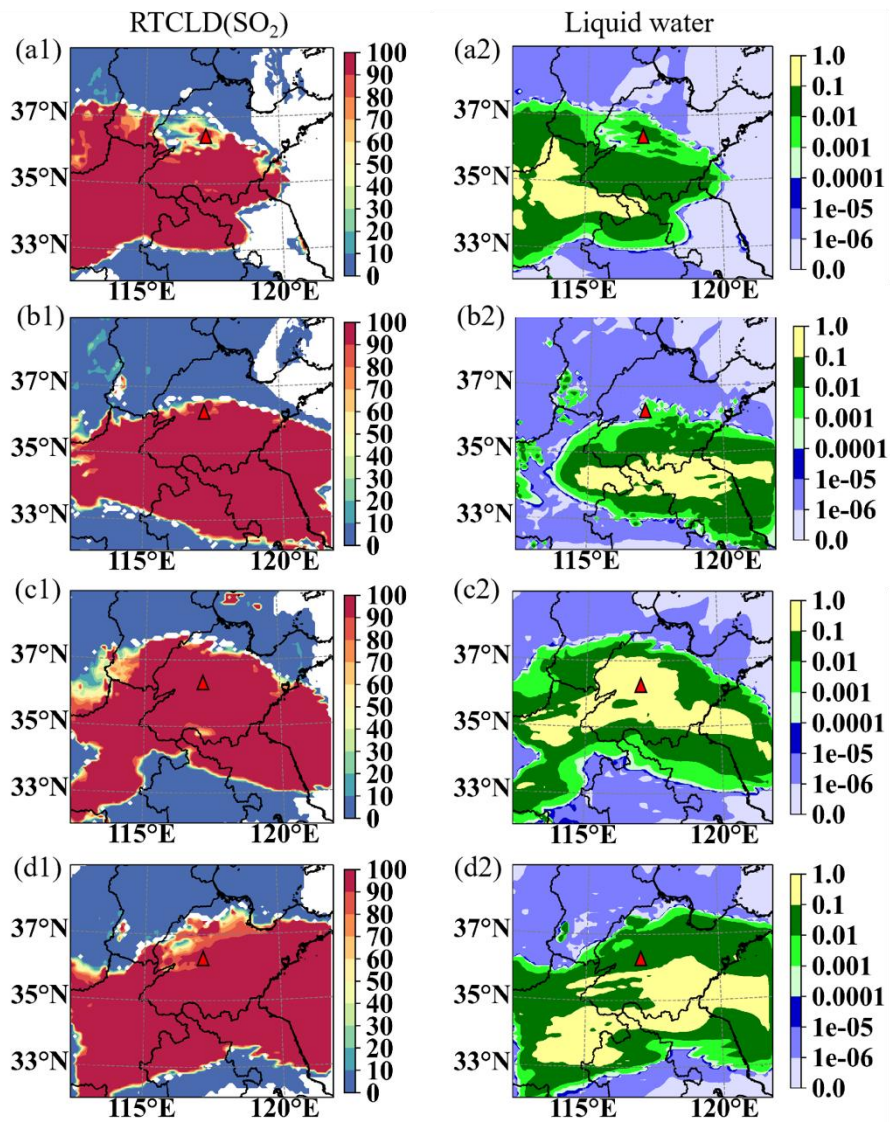 RTCLD(SO₂)
Liquid water
(a1)
37°N
35°N
33°N
115°E
120°E
100
90
80
70
60
50
40
30
20
10
0
(a2)
37°N
35°N
33°N
115°E
120°E
1.0
0.1
0.01
0.001
0.0001
1e-05
1e-06
0.0
(b1)
37°N
35°N
33°N
115°E
120°E
100
90
80
70
60
50
40
30
20
10
0
(b2)
37°N
35°N
33°N
115°E
120°E
1.0
0.1
0.01
0.001
0.0001
1e-05
1e-06
0.0
(c1)
37°N
35°N
33°N
115°E
120°E
100
90
80
70
60
50
40
30
20
10
0
(c2)
37°N
35°N
33°N
115°E
120°E
1.0
0.1
0.01
0.001
0.0001
1e-05
1e-06
0.0
(d1)
37°N
35°N
33°N
115°E
120°E
100
90
80
70
60
50
40
30
20
10
0
(d2)
37°N
35°N
33°N
115°E
120°E
1.0
0.1
0.01
0.001
0.0001
1e-05
1e-06
0.0